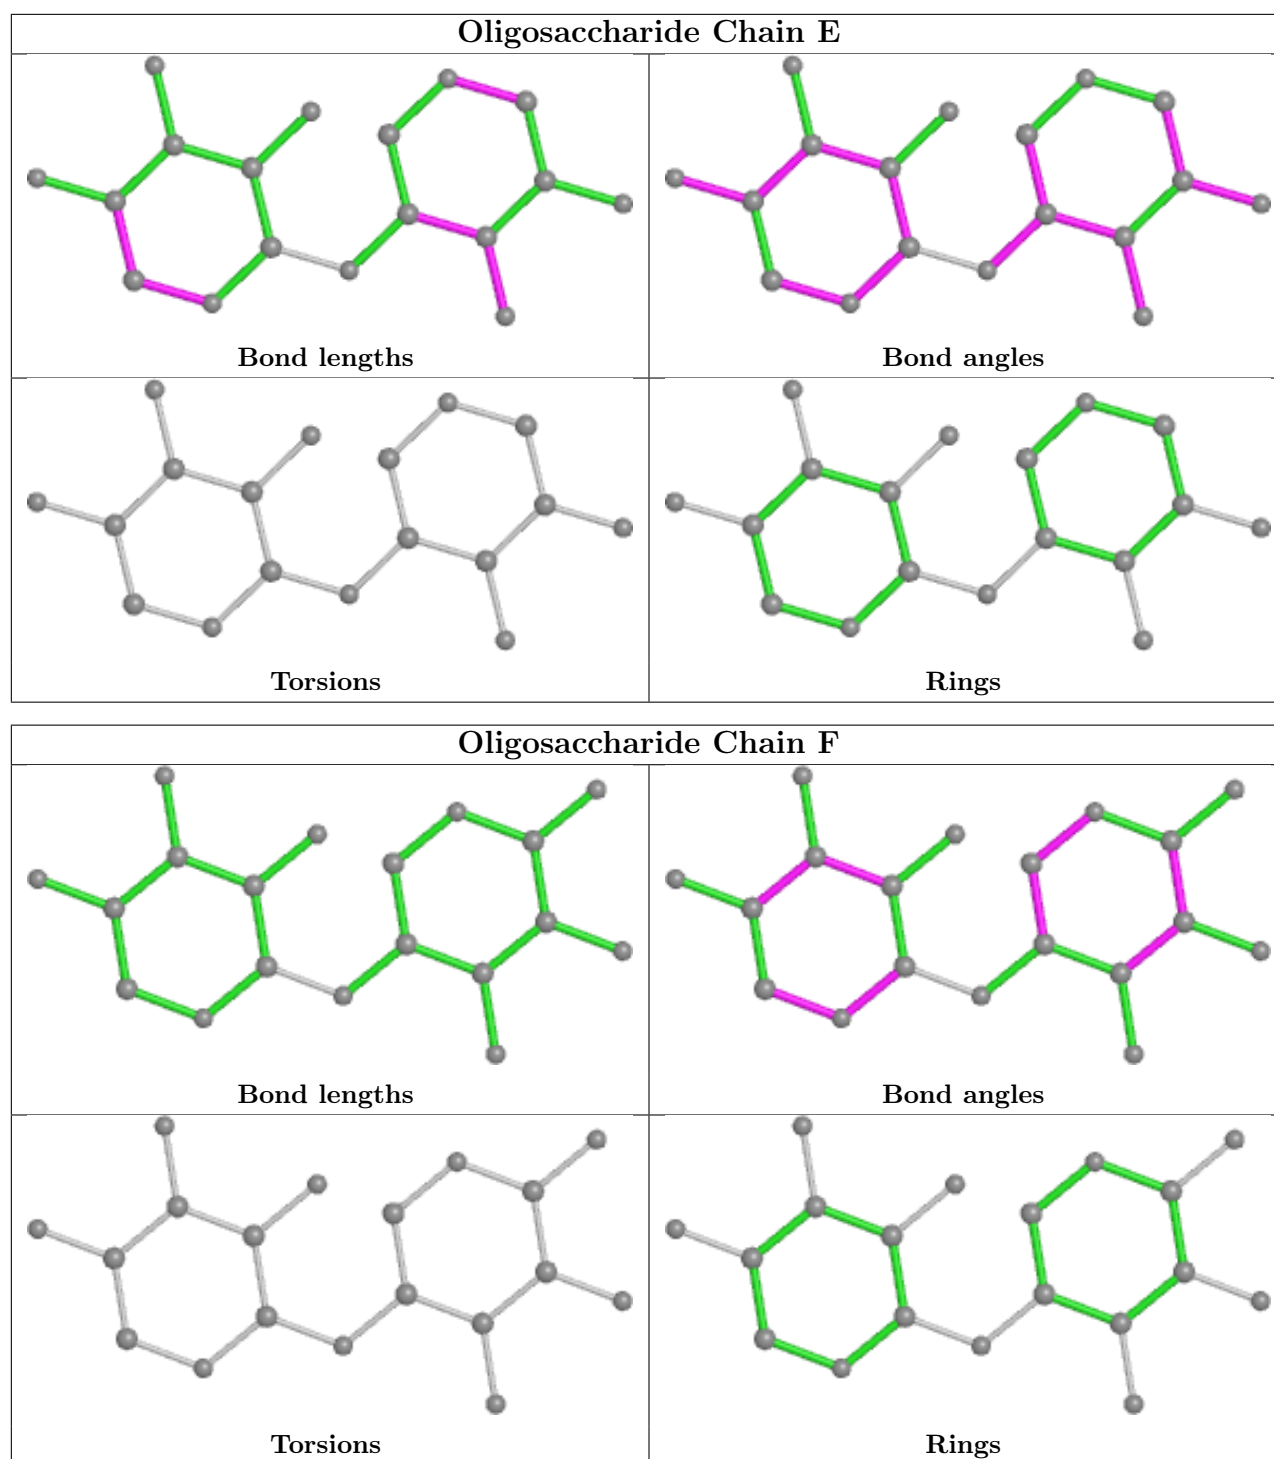 Oligosaccharide Chain E
Bond lengths
Bond angles
Torsions
Rings
Oligosaccharide Chain F
Bond lengths
Bond angles
Torsions
Rings